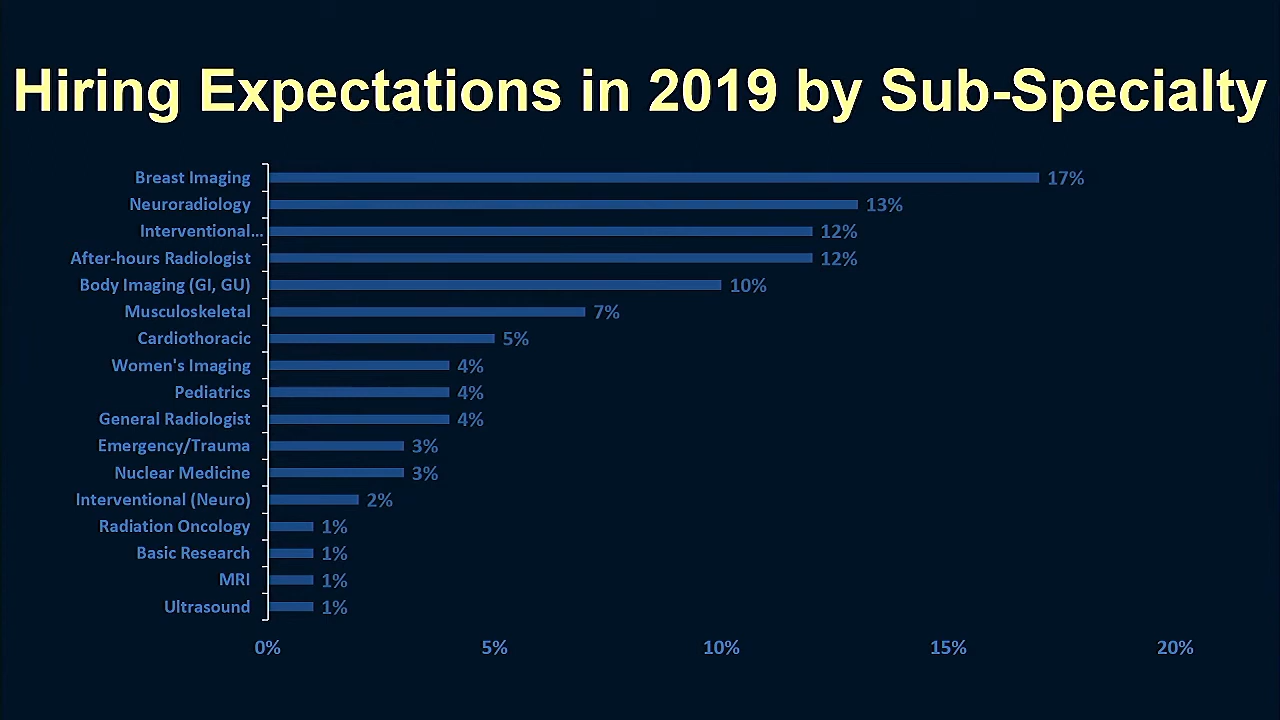 Hiring Expectations in 2019 by Sub-Specialty
Breast Imaging 17%
Neuroradiology 13%
Interventional... 12%
After-hours Radiologist 12%
Body Imaging (GI, GU) 10%
Musculoskeletal 7%
Cardiothoracic 5%
Women's Imaging 4%
Pediatrics 4%
General Radiologist 4%
Emergency/Trauma 3%
Nuclear Medicine 3%
Interventional (Neuro) 2%
Radiation Oncology 1%
Basic Research 1%
MRI 1%
Ultrasound 1%
0% 5% 10% 15% 20%